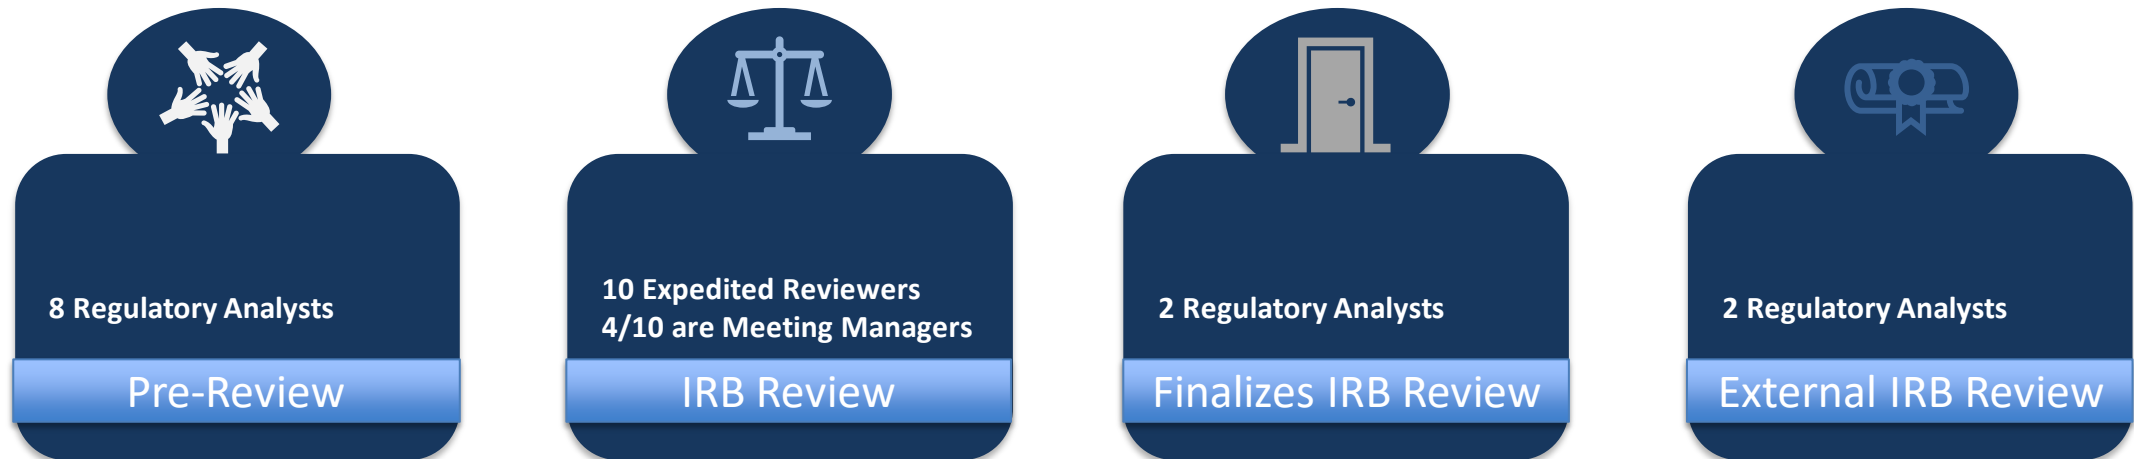 8 Regulatory Analysts
Pre-Review
10 Expedited Reviewers
4/10 are Meeting Managers
IRB Review
2 Regulatory Analysts
Finalizes IRB Review
2 Regulatory Analysts
External IRB Review